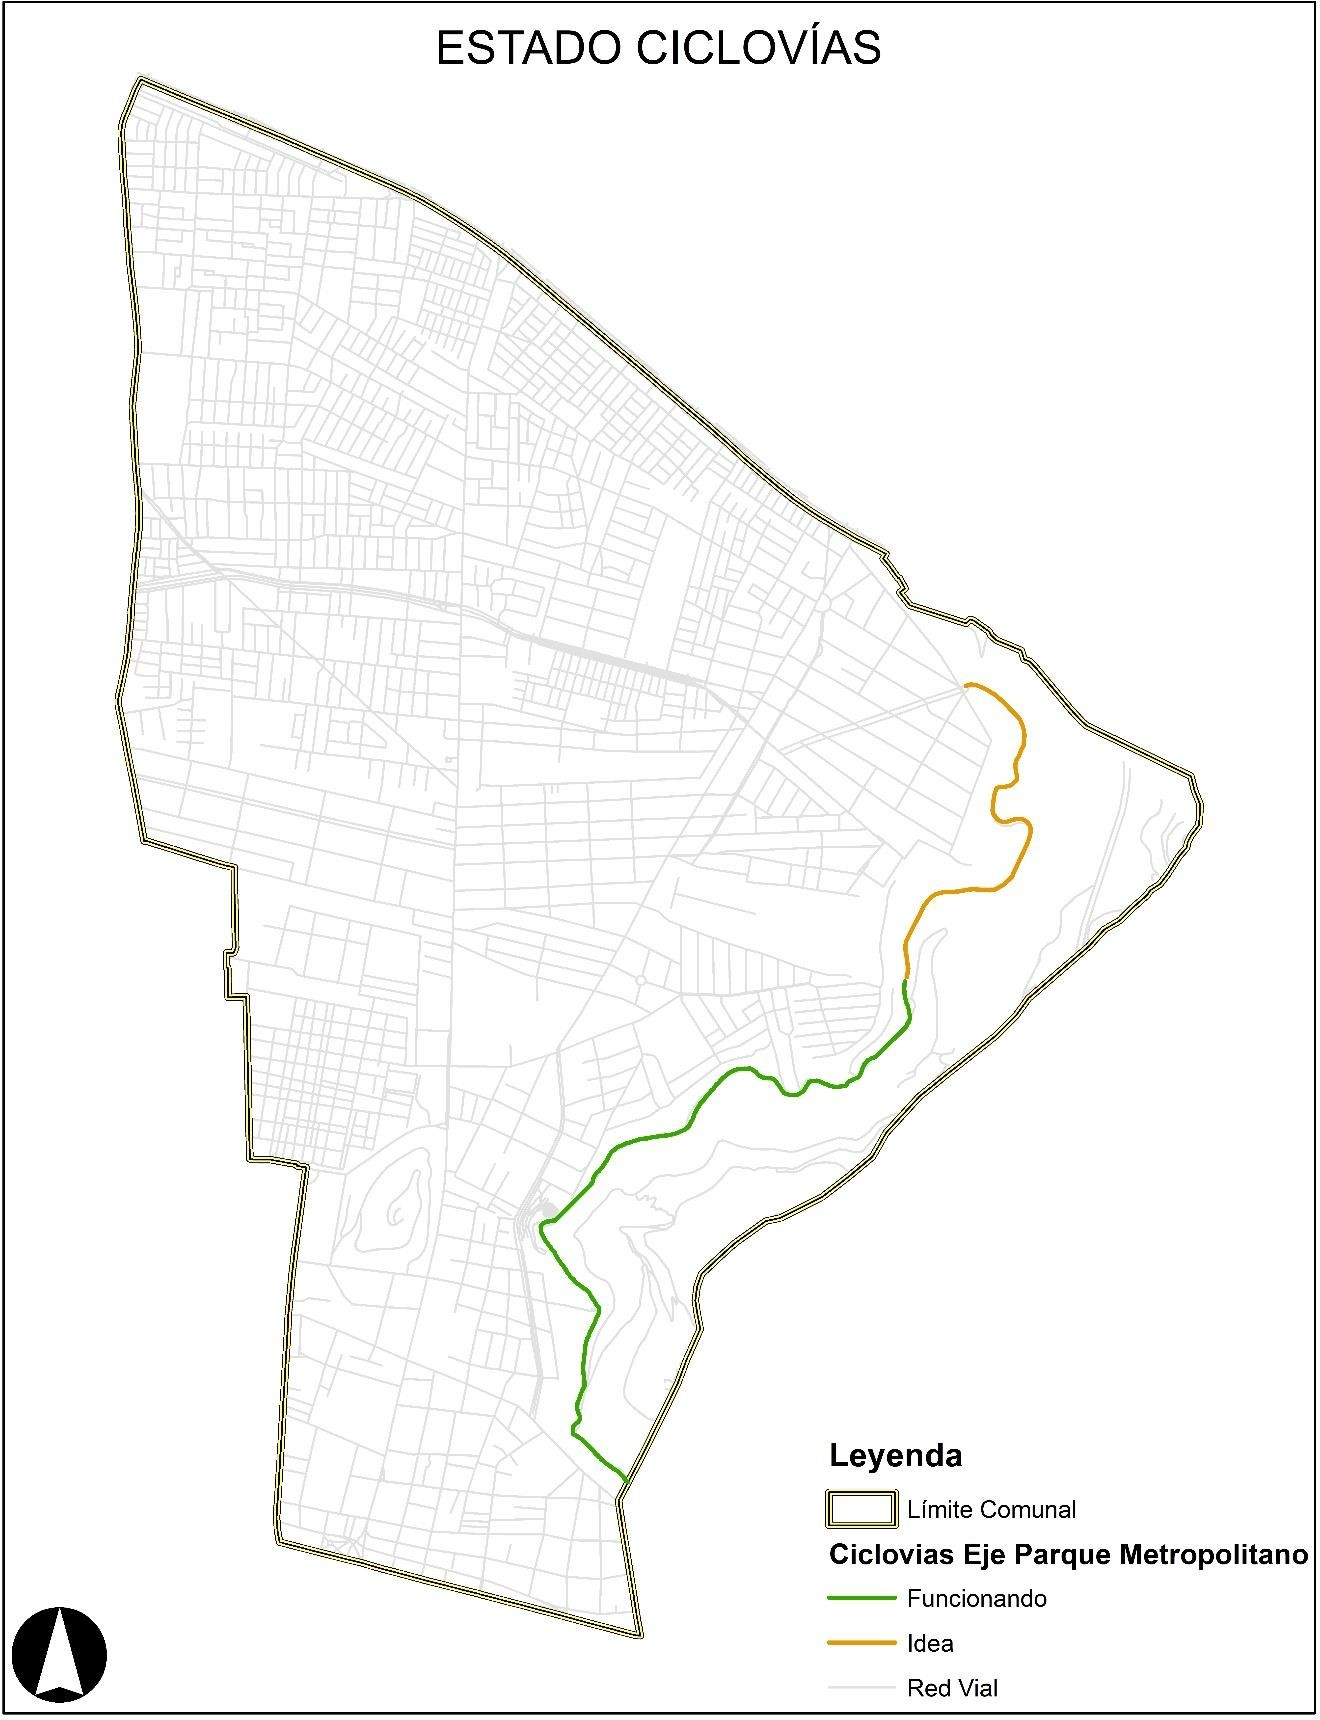 ESTADO CICLOVÍAS
Leyenda
Límite Comunal
Ciclovias Eje Parque Metropolitano
Funcionando
Idea
Red Vial